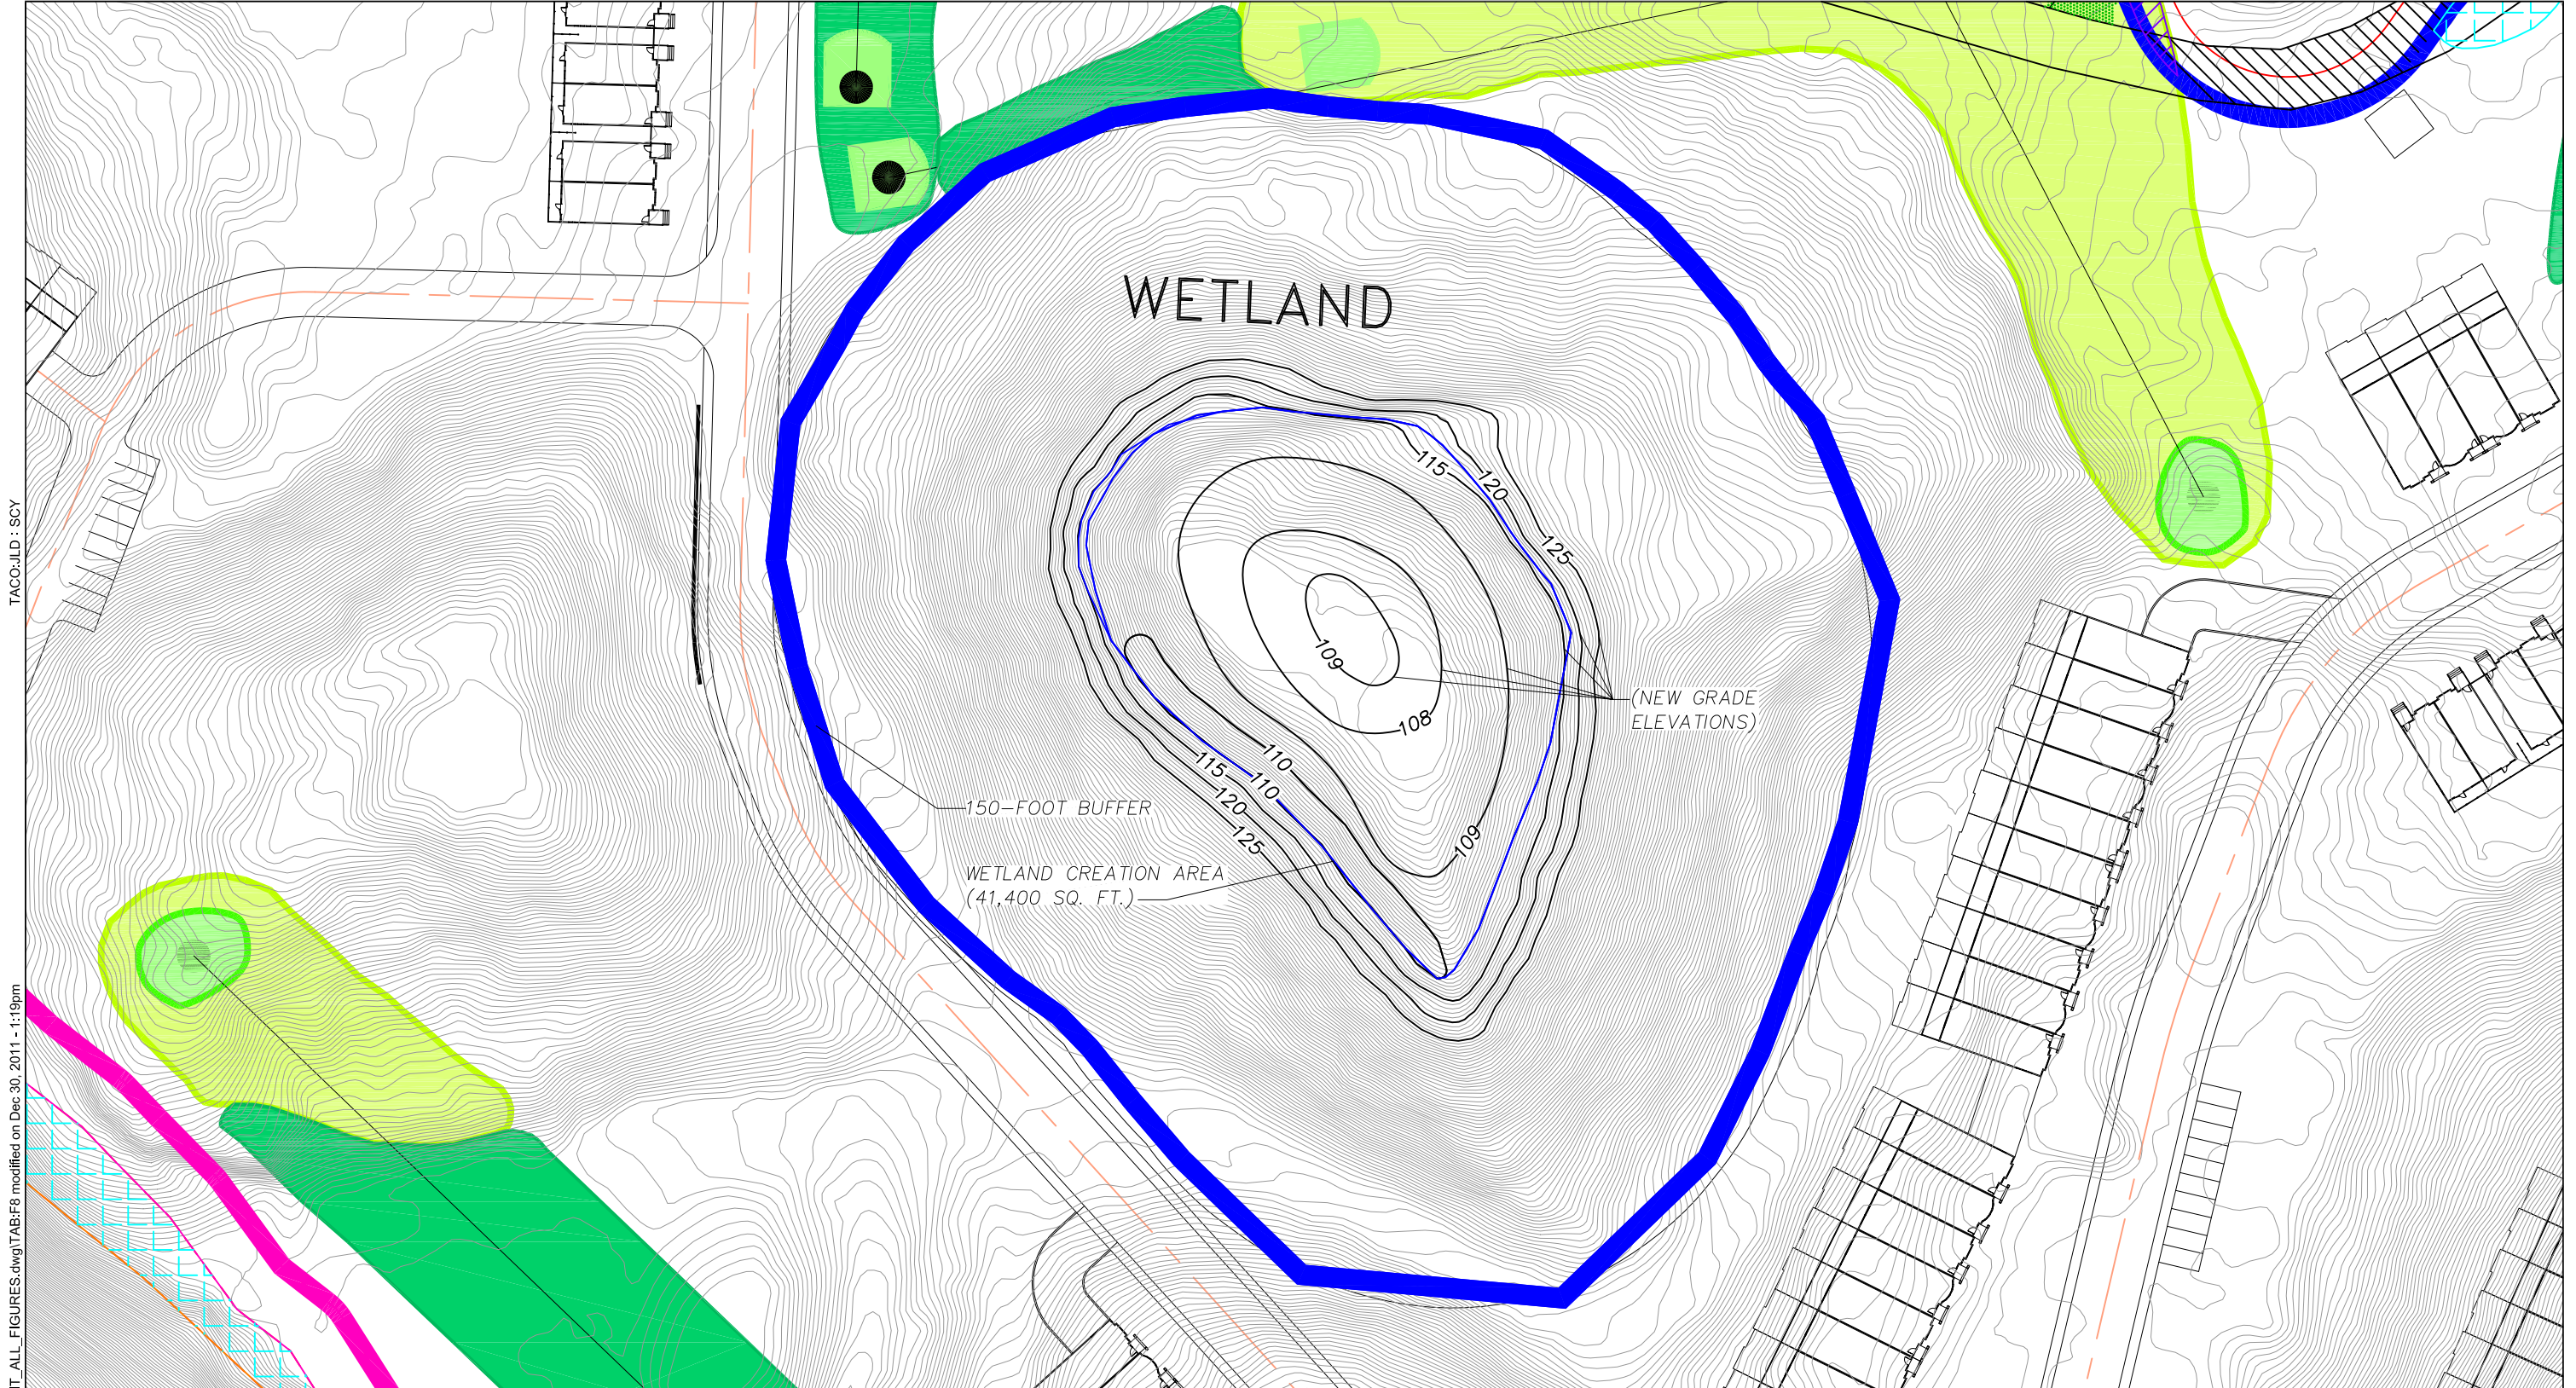 TACO:JLD : SCY
T_ALL_FIGURES.dwg\TAB:F8 modified on Dec 30, 2011 - 1:19pm
WETLAND
115
120
125
109
(NEW GRADE
ELEVATIONS)
108
110
115
110
120
125
150-FOOT BUFFER
109
WETLAND CREATION AREA
(41,400 SQ. FT.)